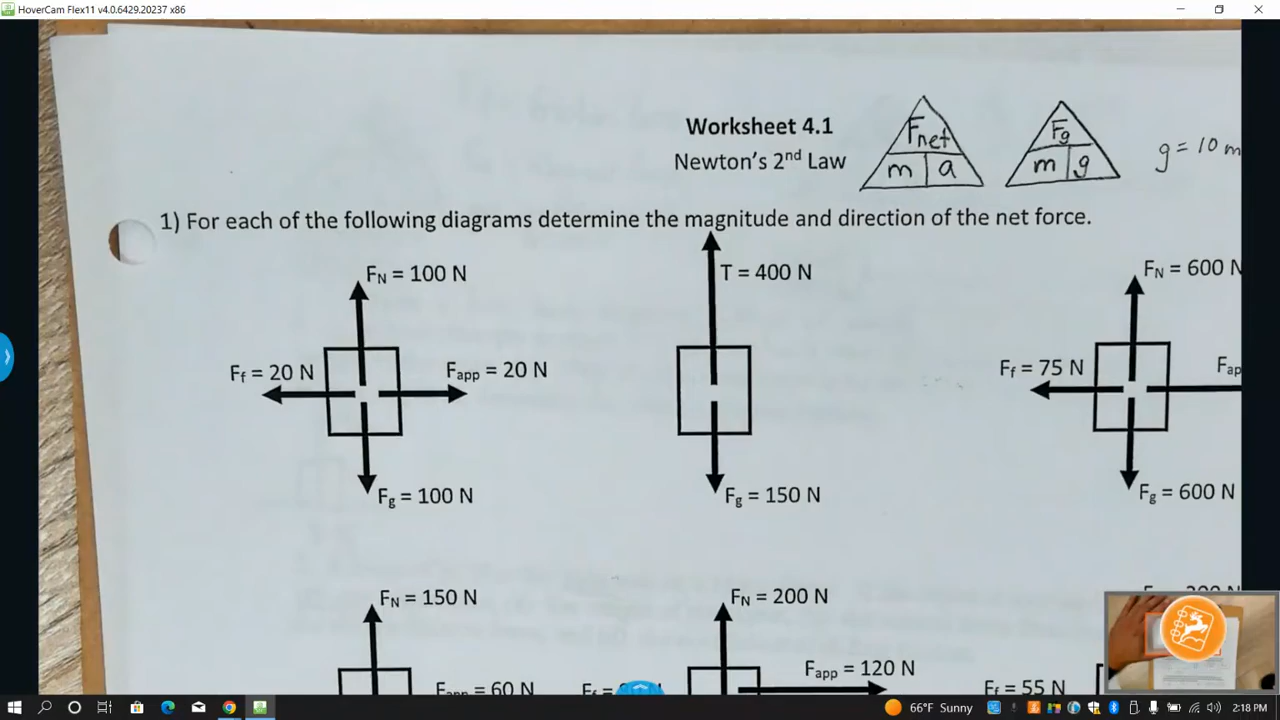 HoverCam Flex11 v4.0.6429.20237 x86
Worksheet 4.1
Newton's 2nd Law
Fnet
m a
Fg
m g
g = 10 m
1) For each of the following diagrams determine the magnitude and direction of the net force.
FN = 100 N
Ff = 20 N
Fapp = 20 N
Fg = 100 N
T = 400 N
Fg = 150 N
FN = 600 N
Ff = 75 N
Fap
Fg = 600 N
FN = 150 N
Fapp = 60 N
FN = 200 N
Fapp = 120 N
Ff = 55 N
66°F Sunny
2:18 PM